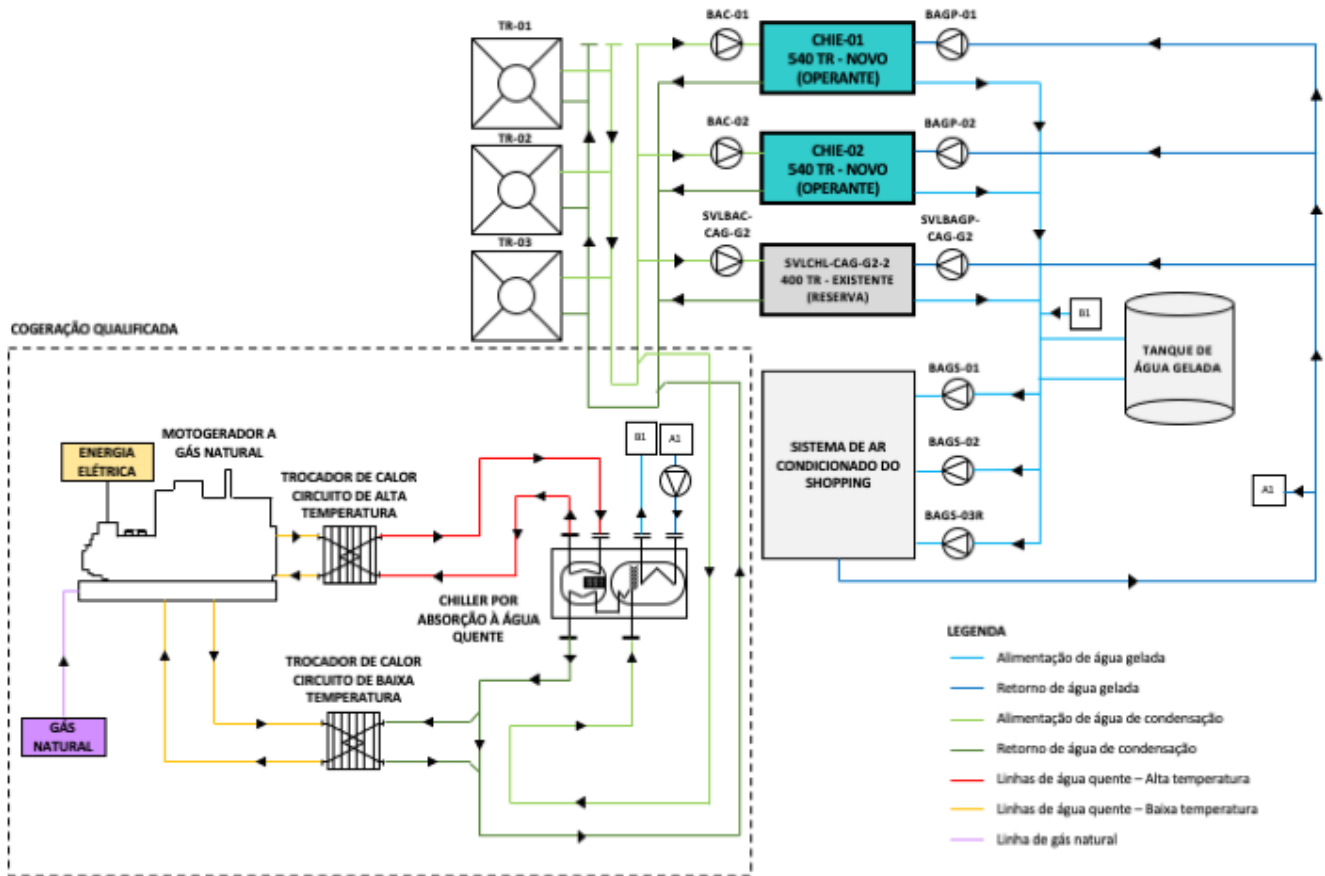 TR-01
TR-02
TR-03
BAC-01
CHIE-01
540 TR - NOVO
(OPERANTE)
BAGP-01
BAC-02
CHIE-02
540 TR - NOVO
(OPERANTE)
BAGP-02
SVLBAC-
CAG-G2
SVLCHL-CAG-G2-2
400 TR - EXISTENTE
(RESERVA)
SVLBAGP-
CAG-G2
B1
TANQUE DE
ÁGUA GELADA
BAGS-01
BAGS-02
BAGS-03R
SISTEMA DE AR
CONDICIONADO DO
SHOPPING
A1
COGERAÇÃO QUALIFICADA
ENERGIA
ELÉTRICA
MOTOGERADOR A
GÁS NATURAL
TROCADOR DE CALOR
CIRCUITO DE ALTA
TEMPERATURA
B1
A1
CHILLER POR
ABSORÇÃO À ÁGUA
QUENTE
TROCADOR DE CALOR
CIRCUITO DE BAIXA
TEMPERATURA
GÁS
NATURAL
LEGENDA
Alimentação de água gelada
Retorno de água gelada
Alimentação de água de condensação
Retorno de água de condensação
Linhas de água quente – Alta temperatura
Linhas de água quente – Baixa temperatura
Linha de gás natural